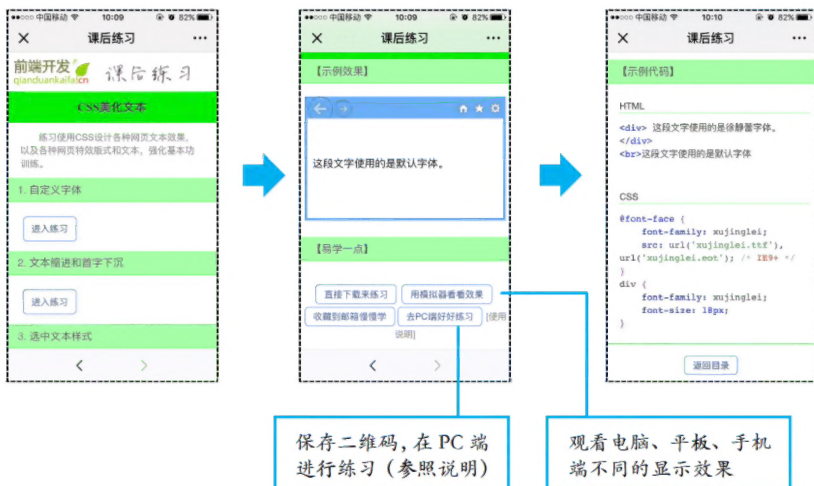 中国移动 10:09 82%
课后练习
前端开发
qianduankaifa.cn
课后练习
CSS美化文本
练习使用CSS设计各种网页文本效果,
以及各种网页特效版式和文本,强化基本功
训练。
1. 自定义字体
进入练习
2. 文本缩进和首字下沉
进入练习
3. 选中文本样式
中国移动 10:09 82%
课后练习
【示例效果】
这段文字使用的是默认字体。
【易学一点】
直接下载来练习 用模拟器看看效果
收藏到邮箱慢慢学 去PC端好好练习 [使用
说明]
中国移动 10:10 82%
课后练习
【示例代码】
HTML
<div> 这段文字使用的是徐静蕾字体。
</div>
<br>这段文字使用的是默认字体
CSS
@font-face {
font-family: xujinglei;
src: url('xujinglei.ttf'),
url('xujinglei.eot'); /* IE9+ */
}
div {
font-family: xujinglei;
font-size: 18px;
}
返回目录
保存二维码,在 PC 端
进行练习(参照说明)
观看电脑、平板、手机
端不同的显示效果